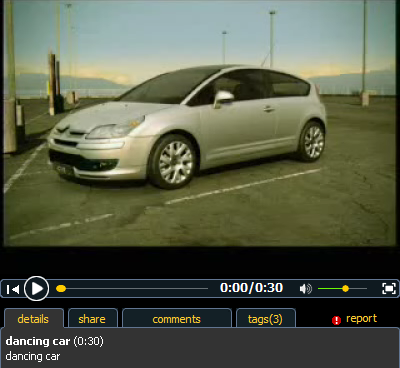 0:00/0:30
details share comments tags(3) report
dancing car (0:30)
dancing car